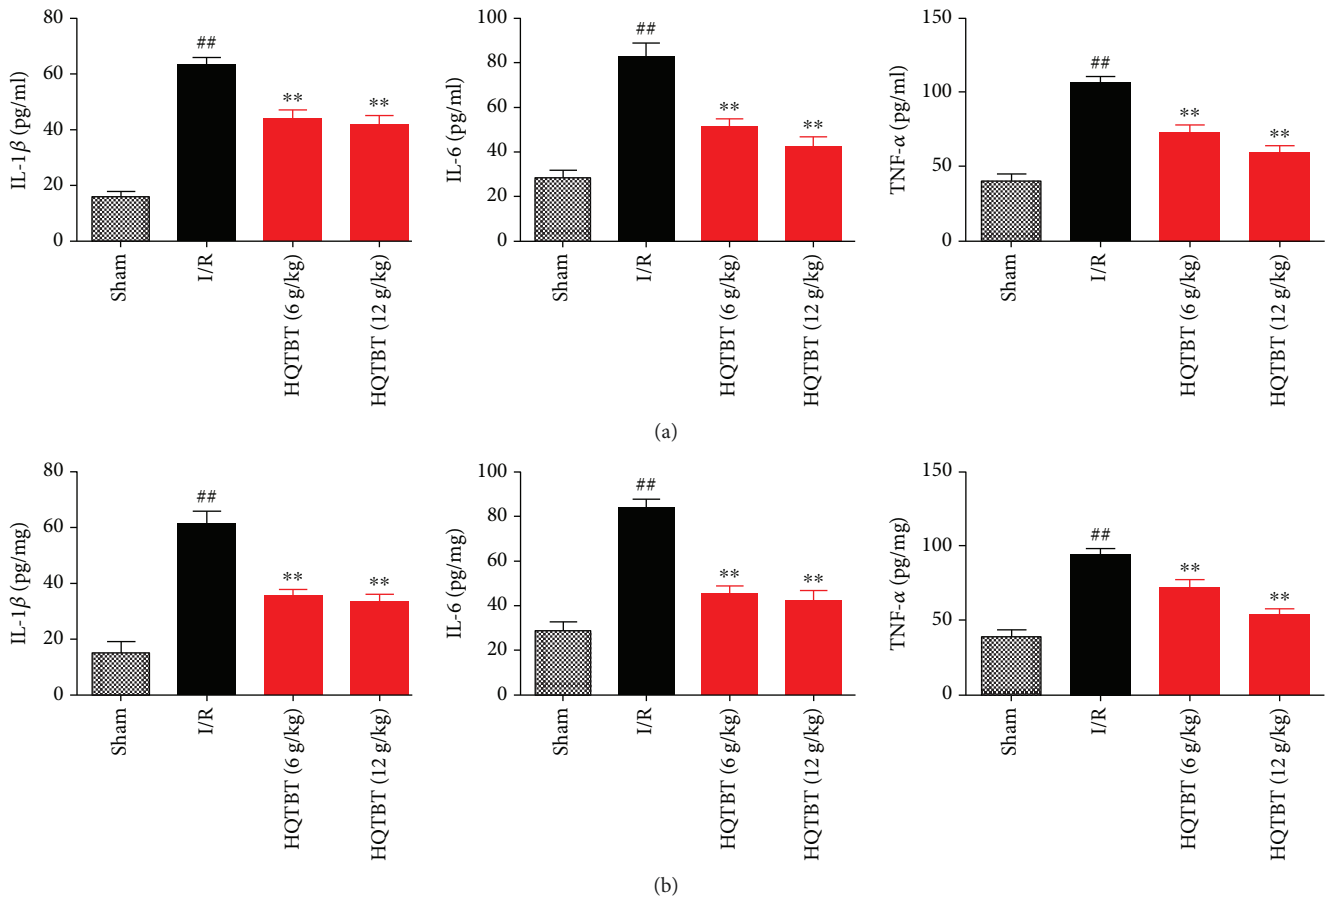 IL-1β (pg/ml)
80
60
40
20
0
##
**
**
Sham
I/R
HQTBT (6 g/kg)
HQTBT (12 g/kg)
IL-6 (pg/ml)
100
80
60
40
20
0
##
**
**
Sham
I/R
HQTBT (6 g/kg)
HQTBT (12 g/kg)
TNF-α (pg/ml)
150
100
50
0
##
**
**
Sham
I/R
HQTBT (6 g/kg)
HQTBT (12 g/kg)
(a)
IL-1β (pg/mg)
80
60
40
20
0
##
**
**
Sham
I/R
HQTBT (6 g/kg)
HQTBT (12 g/kg)
IL-6 (pg/mg)
100
80
60
40
20
0
##
**
**
Sham
I/R
HQTBT (6 g/kg)
HQTBT (12 g/kg)
TNF-α (pg/mg)
150
100
50
0
##
**
**
Sham
I/R
HQTBT (6 g/kg)
HQTBT (12 g/kg)
(b)